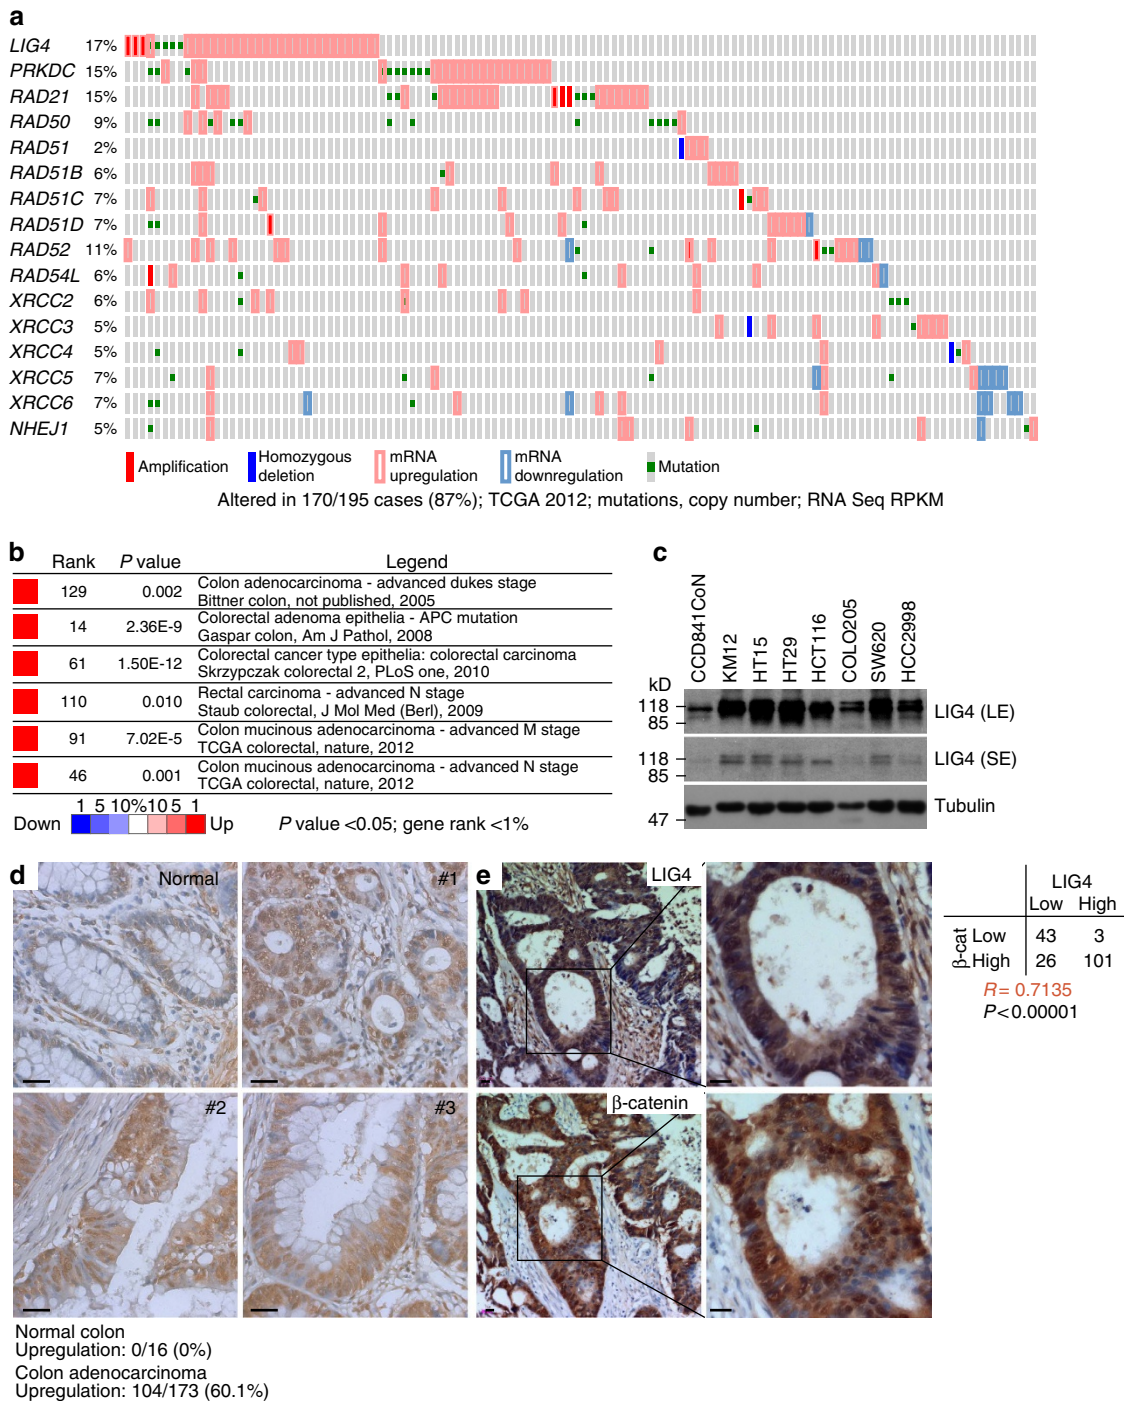 a
LIG4 17%
PRKDC 15%
RAD21 15%
RAD50 9%
RAD51 2%
RAD51B 6%
RAD51C 7%
RAD51D 7%
RAD52 11%
RAD54L 6%
XRCC2 6%
XRCC3 5%
XRCC4 5%
XRCC5 7%
XRCC6 7%
NHEJ1 5%
Amplification
Homozygous deletion
mRNA upregulation
mRNA downregulation
Mutation
Altered in 170/195 cases (87%); TCGA 2012; mutations, copy number; RNA Seq RPKM
b
Rank P value Legend
129 0.002 Colon adenocarcinoma - advanced dukes stage
Bittner colon, not published, 2005
14 2.36E-9 Colorectal adenoma epithelia - APC mutation
Gaspar colon, Am J Pathol, 2008
61 1.50E-12 Colorectal cancer type epithelia: colorectal carcinoma
Skrzypczak colorectal 2, PLoS one, 2010
110 0.010 Rectal carcinoma - advanced N stage
Staub colorectal, J Mol Med (Berl), 2009
91 7.02E-5 Colon mucinous adenocarcinoma - advanced M stage
TCGA colorectal, nature, 2012
46 0.001 Colon mucinous adenocarcinoma - advanced N stage
TCGA colorectal, nature, 2012
1 5 10%10 5 1
Down Up P value <0.05; gene rank <1%
c
CCD841CoN
KM12
HT15
HT29
HCT116
COLO205
SW620
HCC2998
kD
118
85
LIG4 (LE)
118
85
LIG4 (SE)
47
Tubulin
d
Normal
#1
#2
#3
Normal colon
Upregulation: 0/16 (0%)
Colon adenocarcinoma
Upregulation: 104/173 (60.1%)
e
LIG4
β-catenin
LIG4
Low High
β-cat
Low 43 3
High 26 101
R= 0.7135
P<0.00001